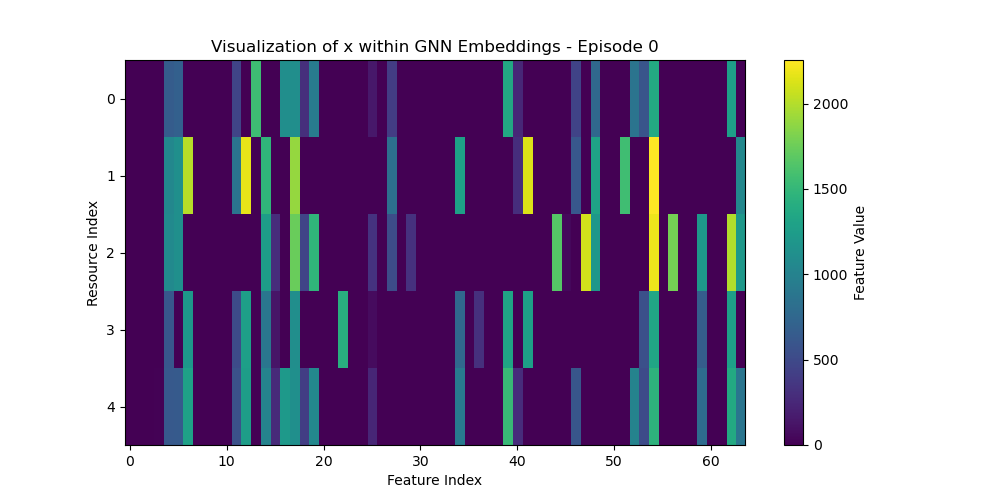 Visualization of x within GNN Embeddings - Episode 0
Resource Index
0
1
2
3
4
0 10 20 30 40 50 60
Feature Index
2000
1500
1000
500
0
Feature Value